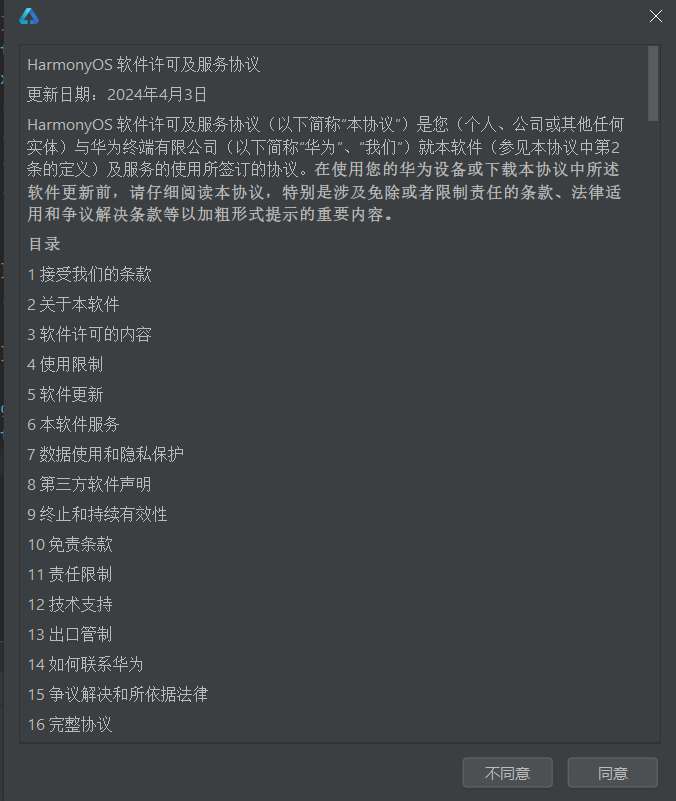 HarmonyOS 软件许可及服务协议
更新日期：2024年4月3日
HarmonyOS 软件许可及服务协议（以下简称“本协议”）是您（个人、公司或其他任何
实体）与华为终端有限公司（以下简称“华为”、“我们”）就本软件（参见本协议中第2
条的定义）及服务的使用所签订的协议。在使用您的华为设备或下载本协议中所述
软件更新前，请仔细阅读本协议，特别是涉及免除或者限制责任的条款、法律适
用和争议解决条款等以加粗形式提示的重要内容。
目录
1 接受我们的条款
2 关于本软件
3 软件许可的内容
4 使用限制
5 软件更新
6 本软件服务
7 数据使用和隐私保护
8 第三方软件声明
9 终止和持续有效性
10 免责条款
11 责任限制
12 技术支持
13 出口管制
14 如何联系华为
15 争议解决和所依据法律
16 完整协议
不同意 同意